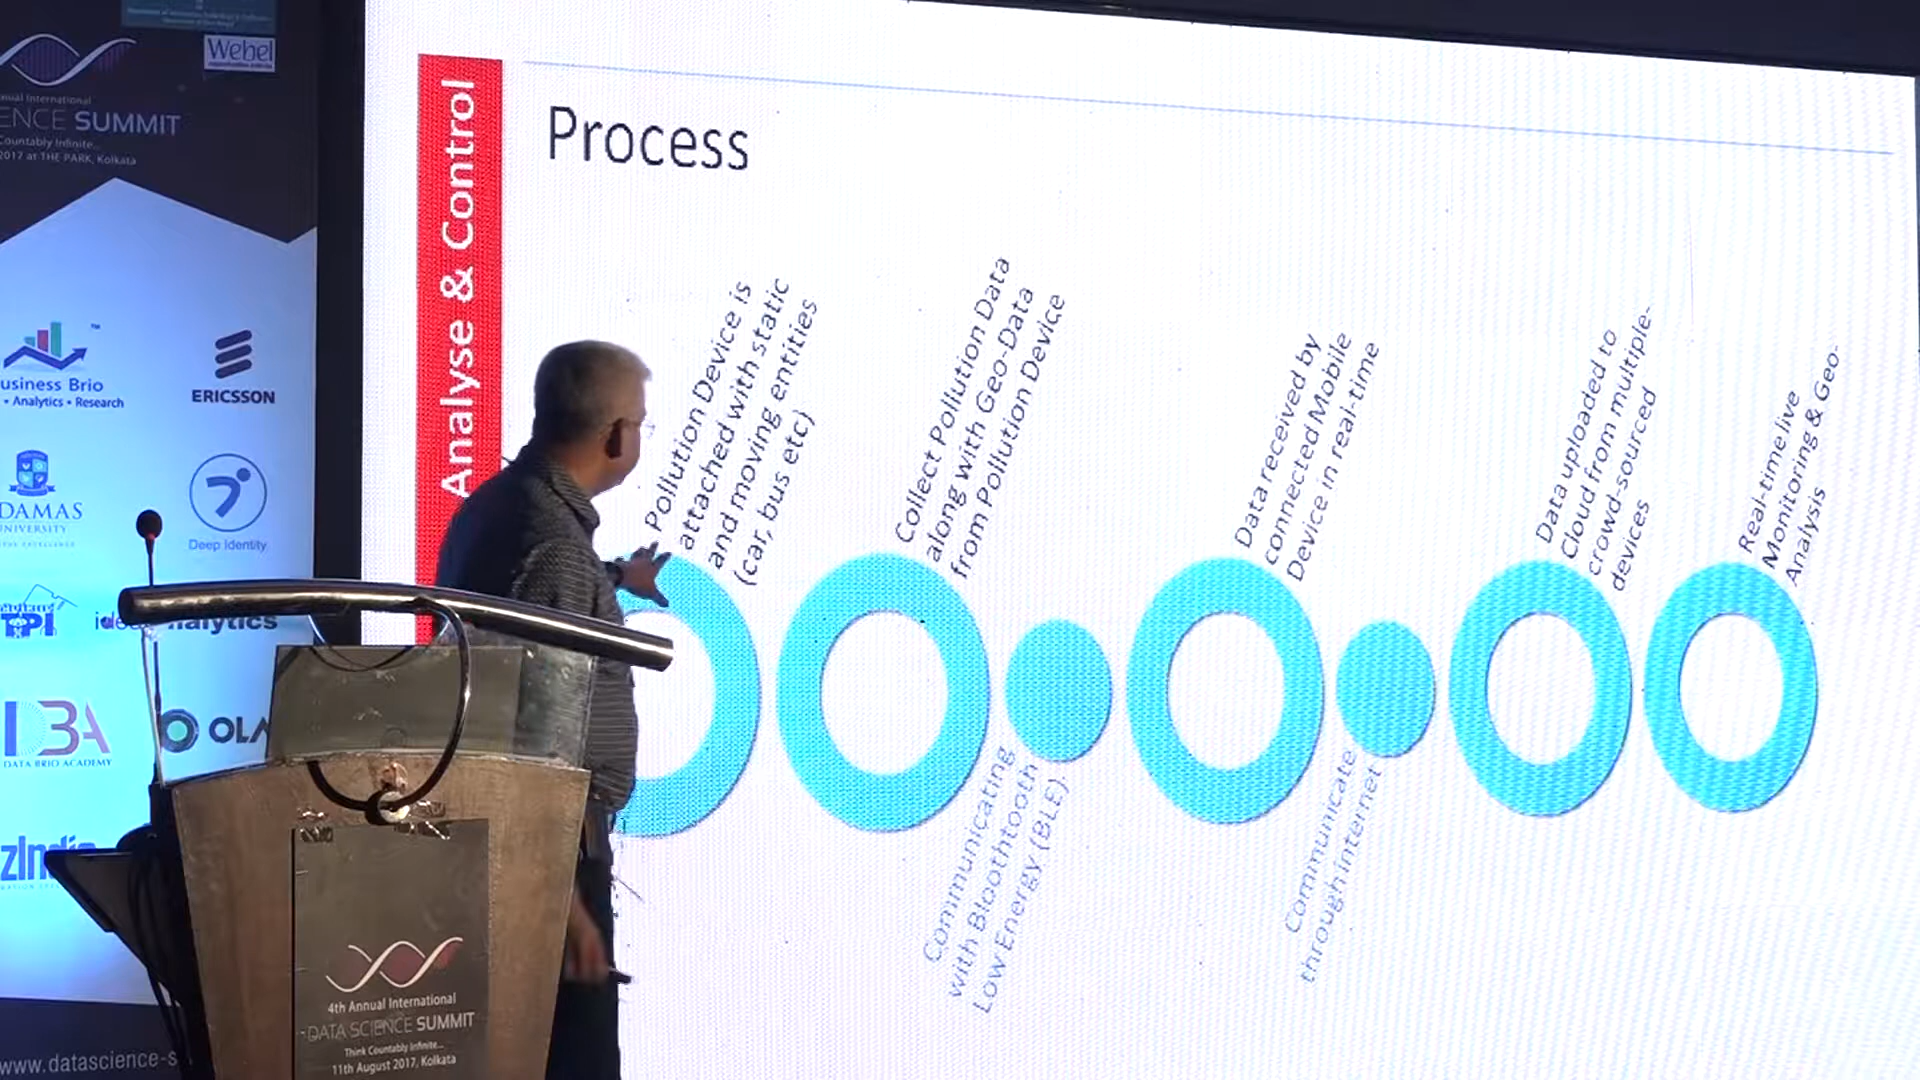 Webel
ENCE SUMMIT
Countably Infinite...
2017 at THE PARK, Kolkata
Business Brio
• Analytics • Research
ERICSSON
DAMAS
UNIVERSITY
Deep Identity
TPI
OLA
DATA BRIO ACADEMY
www.datascience-s
4th Annual International
DATA SCIENCE SUMMIT
Think Countably Infinite...
11th August 2017, Kolkata
Analyse & Control
Process
Pollution Device is
attached with static
and moving entities
(car, bus etc)
Collect Pollution Data
along with Geo-Data
from Pollution Device
Communicating
with Bloothtooth
Low Energy (BLE)
Data received by
connected Mobile
Device in real-time
Communicate
through internet
Data uploaded to
Cloud from multiple-
crowd-sourced
devices
Real-time live
Monitoring & Geo-
Analysis